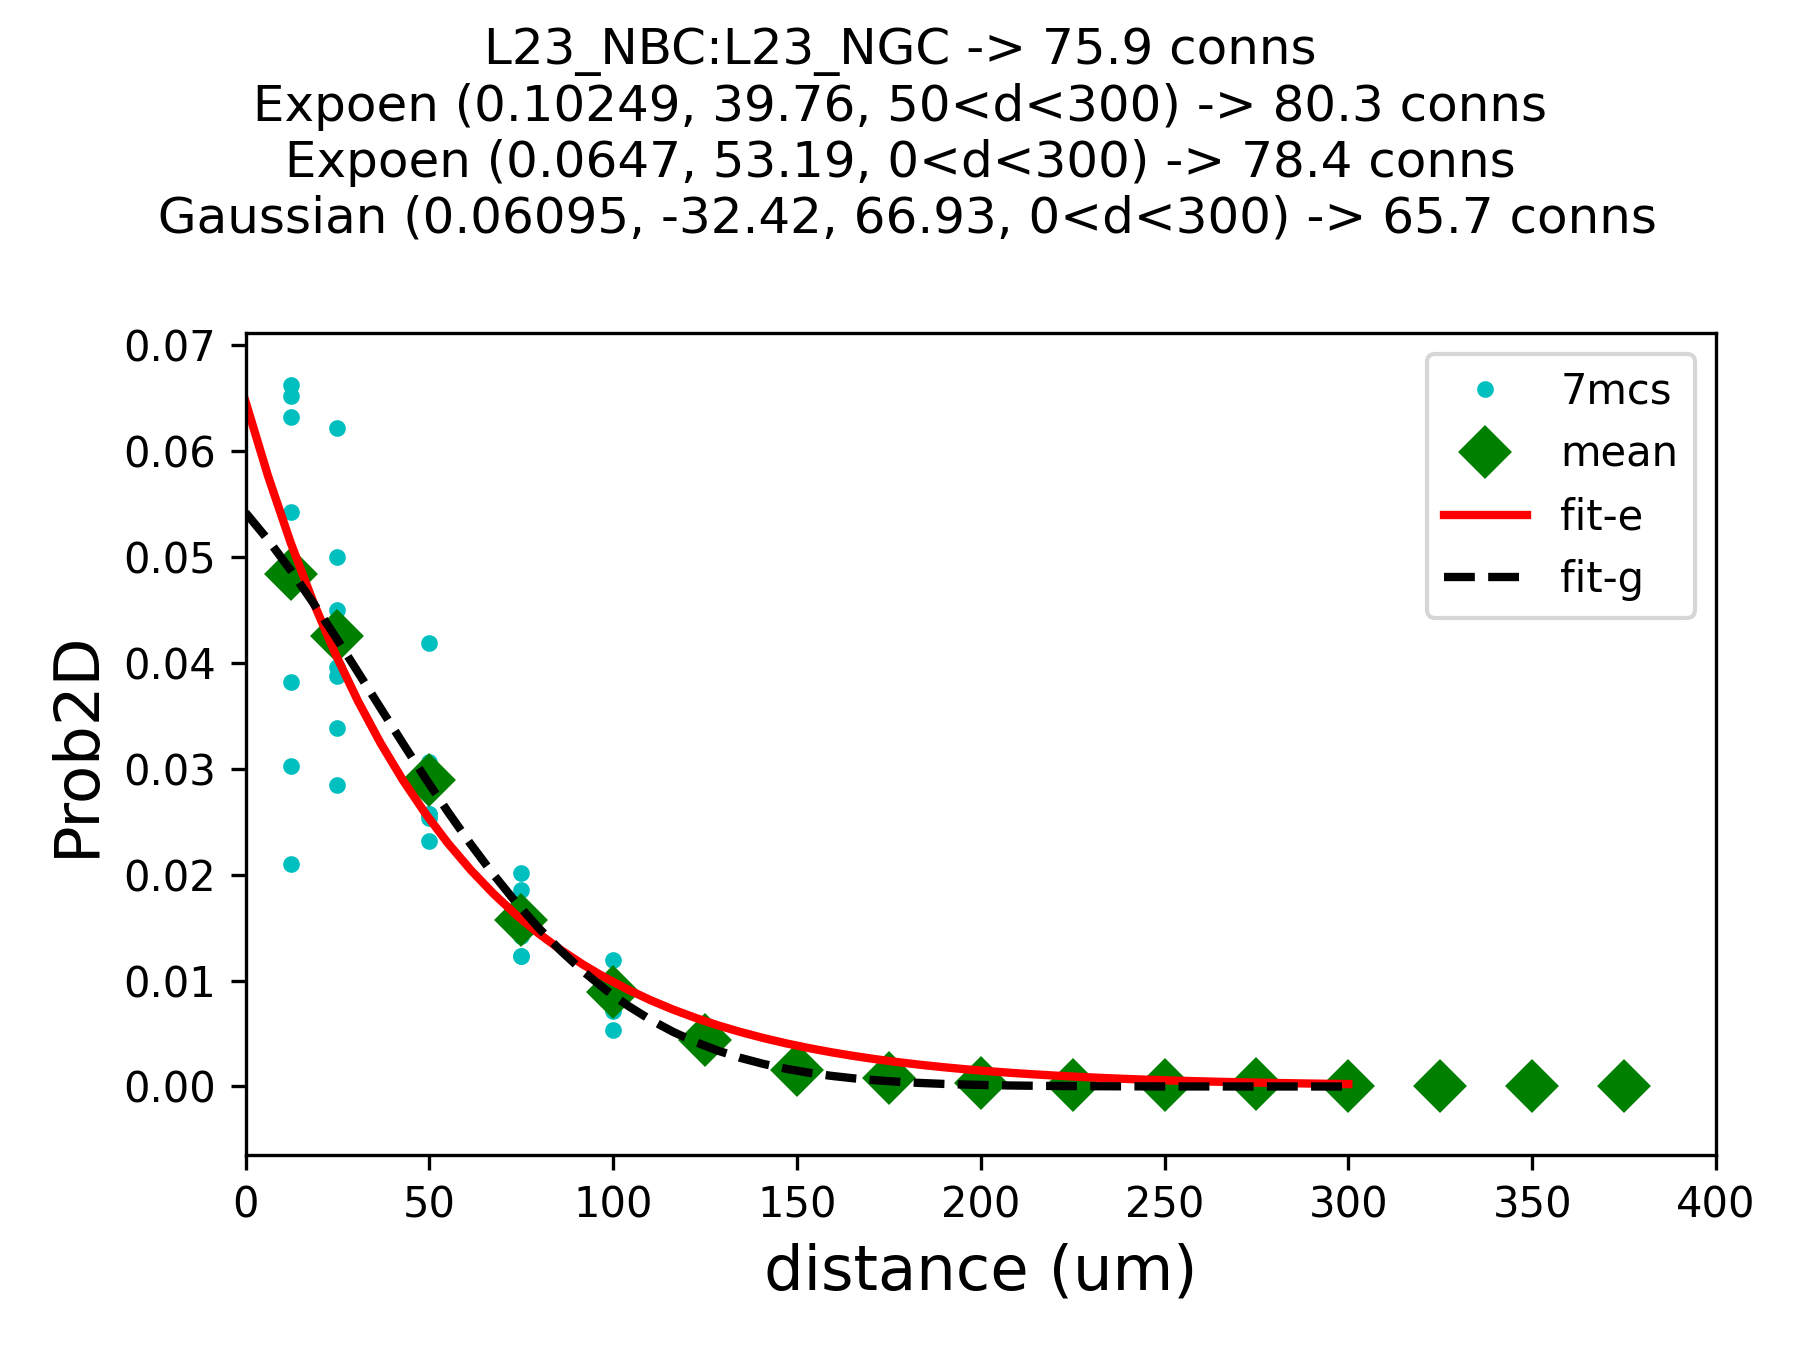 L23_NBC:L23_NGC -> 75.9 conns
Expoen (0.10249, 39.76, 50<d<300) -> 80.3 conns
Expoen (0.0647, 53.19, 0<d<300) -> 78.4 conns
Gaussian (0.06095, -32.42, 66.93, 0<d<300) -> 65.7 conns
0.07
0.06
0.05
0.04
0.03
0.02
0.01
0.00
Prob2D
7mcs
mean
fit-e
fit-g
0 50 100 150 200 250 300 350 400
distance (um)